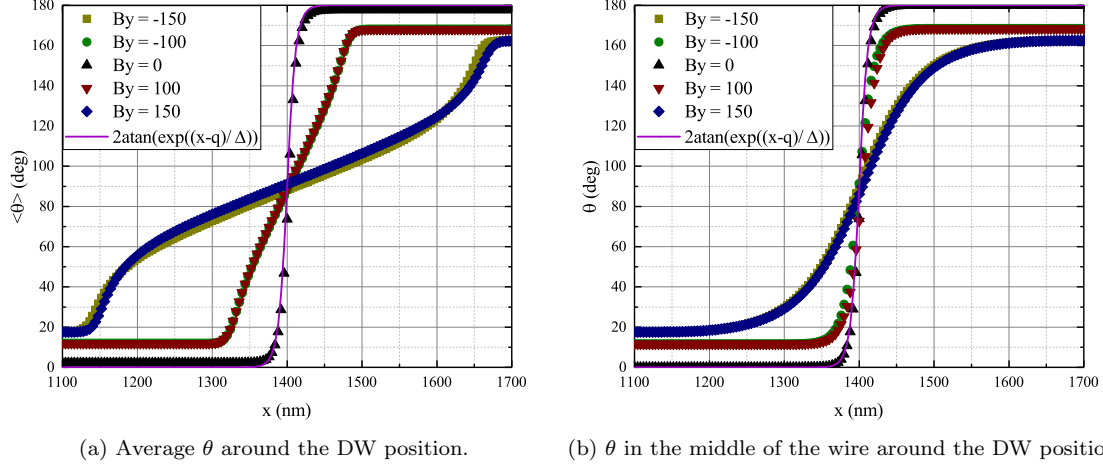 By = -150
By = -100
By = 0
By = 100
By = 150
2atan(exp((x-q)/ Δ))
<θ> (deg)
180
160
140
120
100
80
60
40
20
0
1100
1200
1300
1400
1500
1600
1700
x (nm)
(a) Average θ around the DW position.
By = -150
By = -100
By = 0
By = 100
By = 150
2atan(exp((x-q)/ Δ))
θ (deg)
180
160
140
120
100
80
60
40
20
0
1100
1200
1300
1400
1500
1600
1700
x (nm)
(b) θ in the middle of the wire around the DW positio